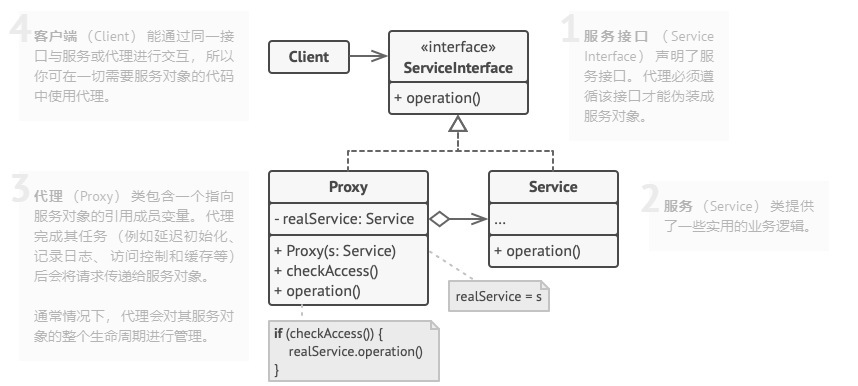 4
客户端 （Client） 能通过同一接
口与服务或代理进行交互， 所以
你可在一切需要服务对象的代码
中使用代理。
Client
«interface»
ServiceInterface
+ operation()
1
服务接口 （Service
Interface） 声明了服
务接口。 代理必须遵
循该接口才能伪装成
服务对象。
3
代理 （Proxy） 类包含一个指向
服务对象的引用成员变量。 代理
完成其任务 （例如延迟初始化、
记录日志、 访问控制和缓存等）
后会将请求传递给服务对象。
通常情况下， 代理会对其服务对
象的整个生命周期进行管理。
Proxy
- realService: Service
+ Proxy(s: Service)
+ checkAccess()
+ operation()
Service
...
+ operation()
2
服务 （Service） 类提供
了一些实用的业务逻辑。
realService = s
if (checkAccess()) {
realService.operation()
}